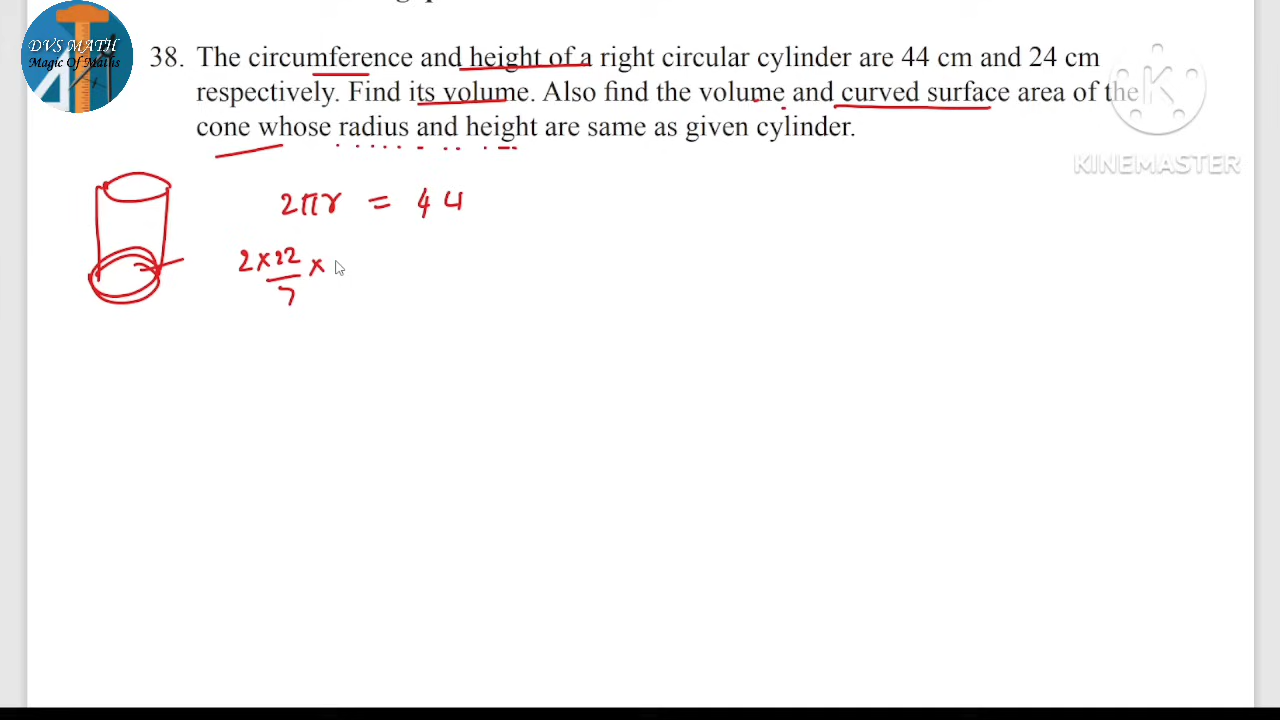 DVS MATH
Magic Of Maths
38. The circumference and height of a right circular cylinder are 44 cm and 24 cm
respectively. Find its volume. Also find the volume and curved surface area of the
cone whose radius and height are same as given cylinder.
K
KINEMASTER
2πr = 44
2 × 22/7 ×